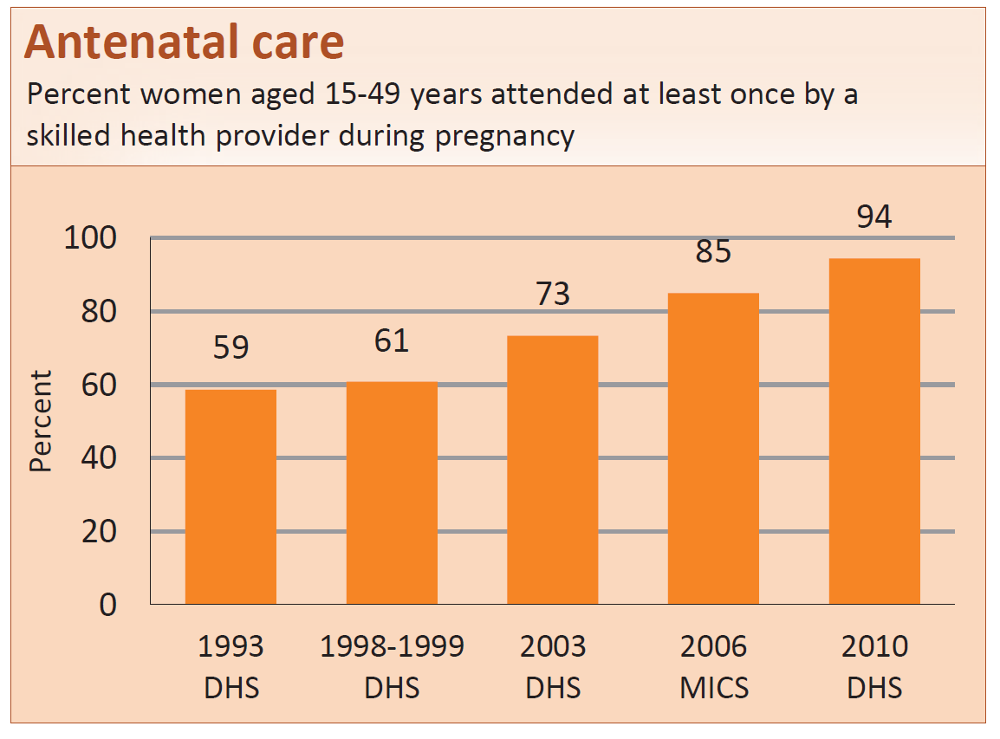 Antenatal care
Percent women aged 15-49 years attended at least once by a
skilled health provider during pregnancy
Percent
100
80
60
40
20
0
59
61
73
85
94
1993
DHS
1998-1999
DHS
2003
DHS
2006
MICS
2010
DHS